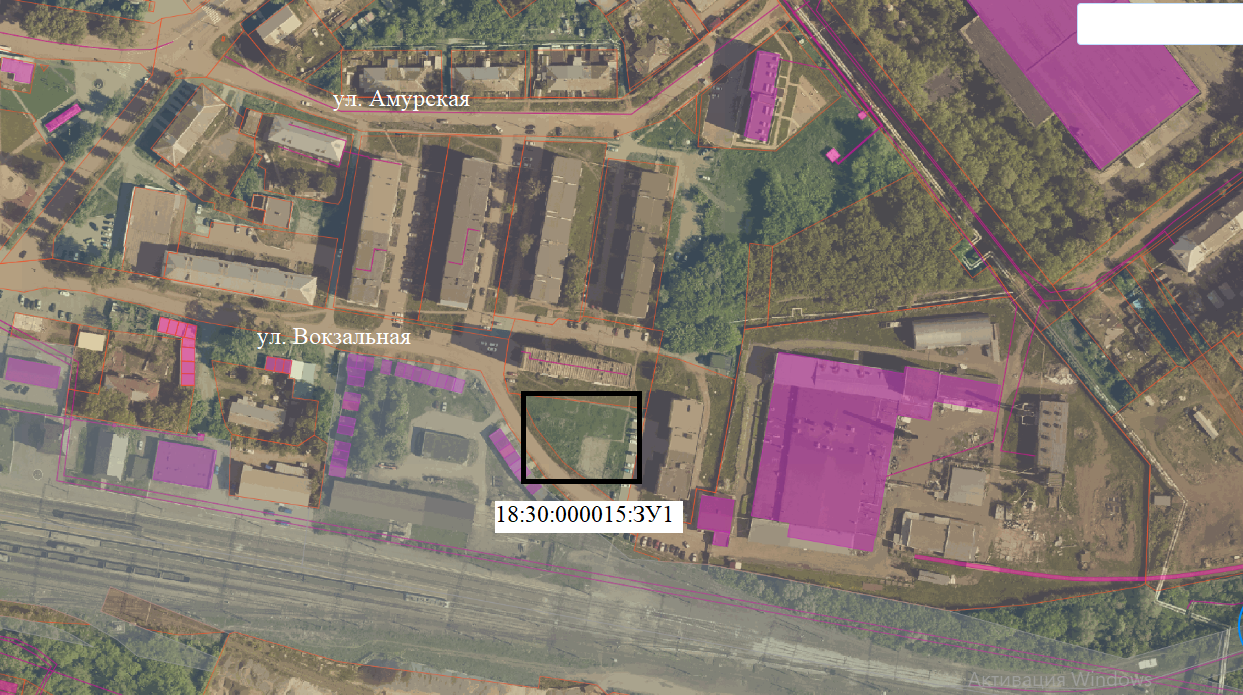 ул. Амурская
ул. Вокзальная
18:30:000015:ЗУ1
Активация Windows